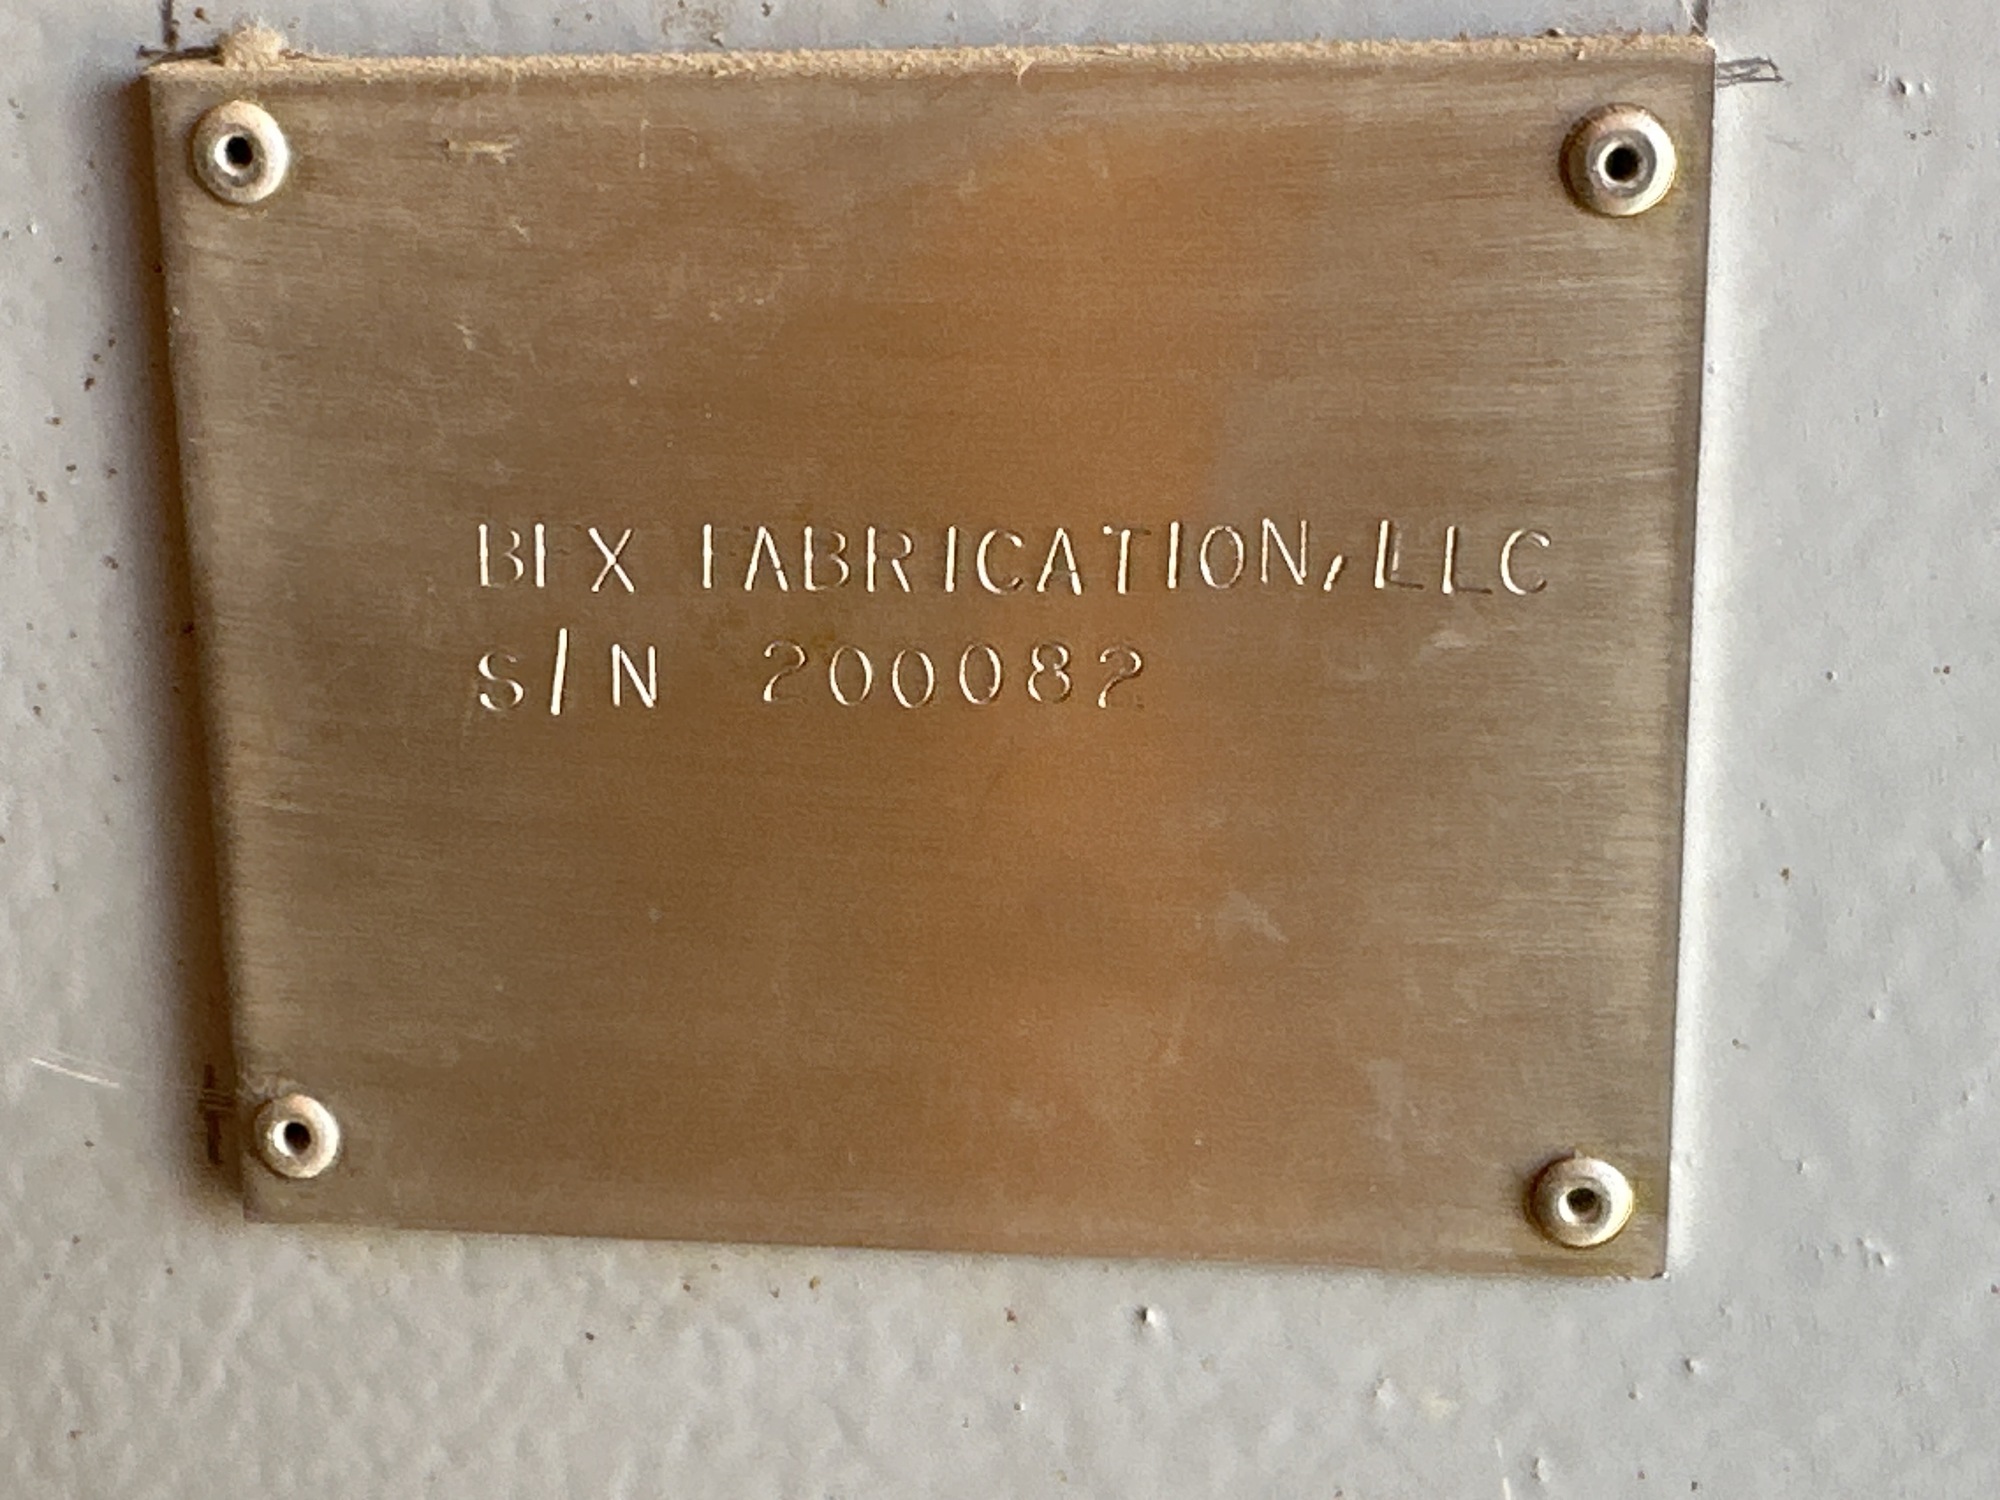 BFX FABRICATION, LLC
S/N 200082